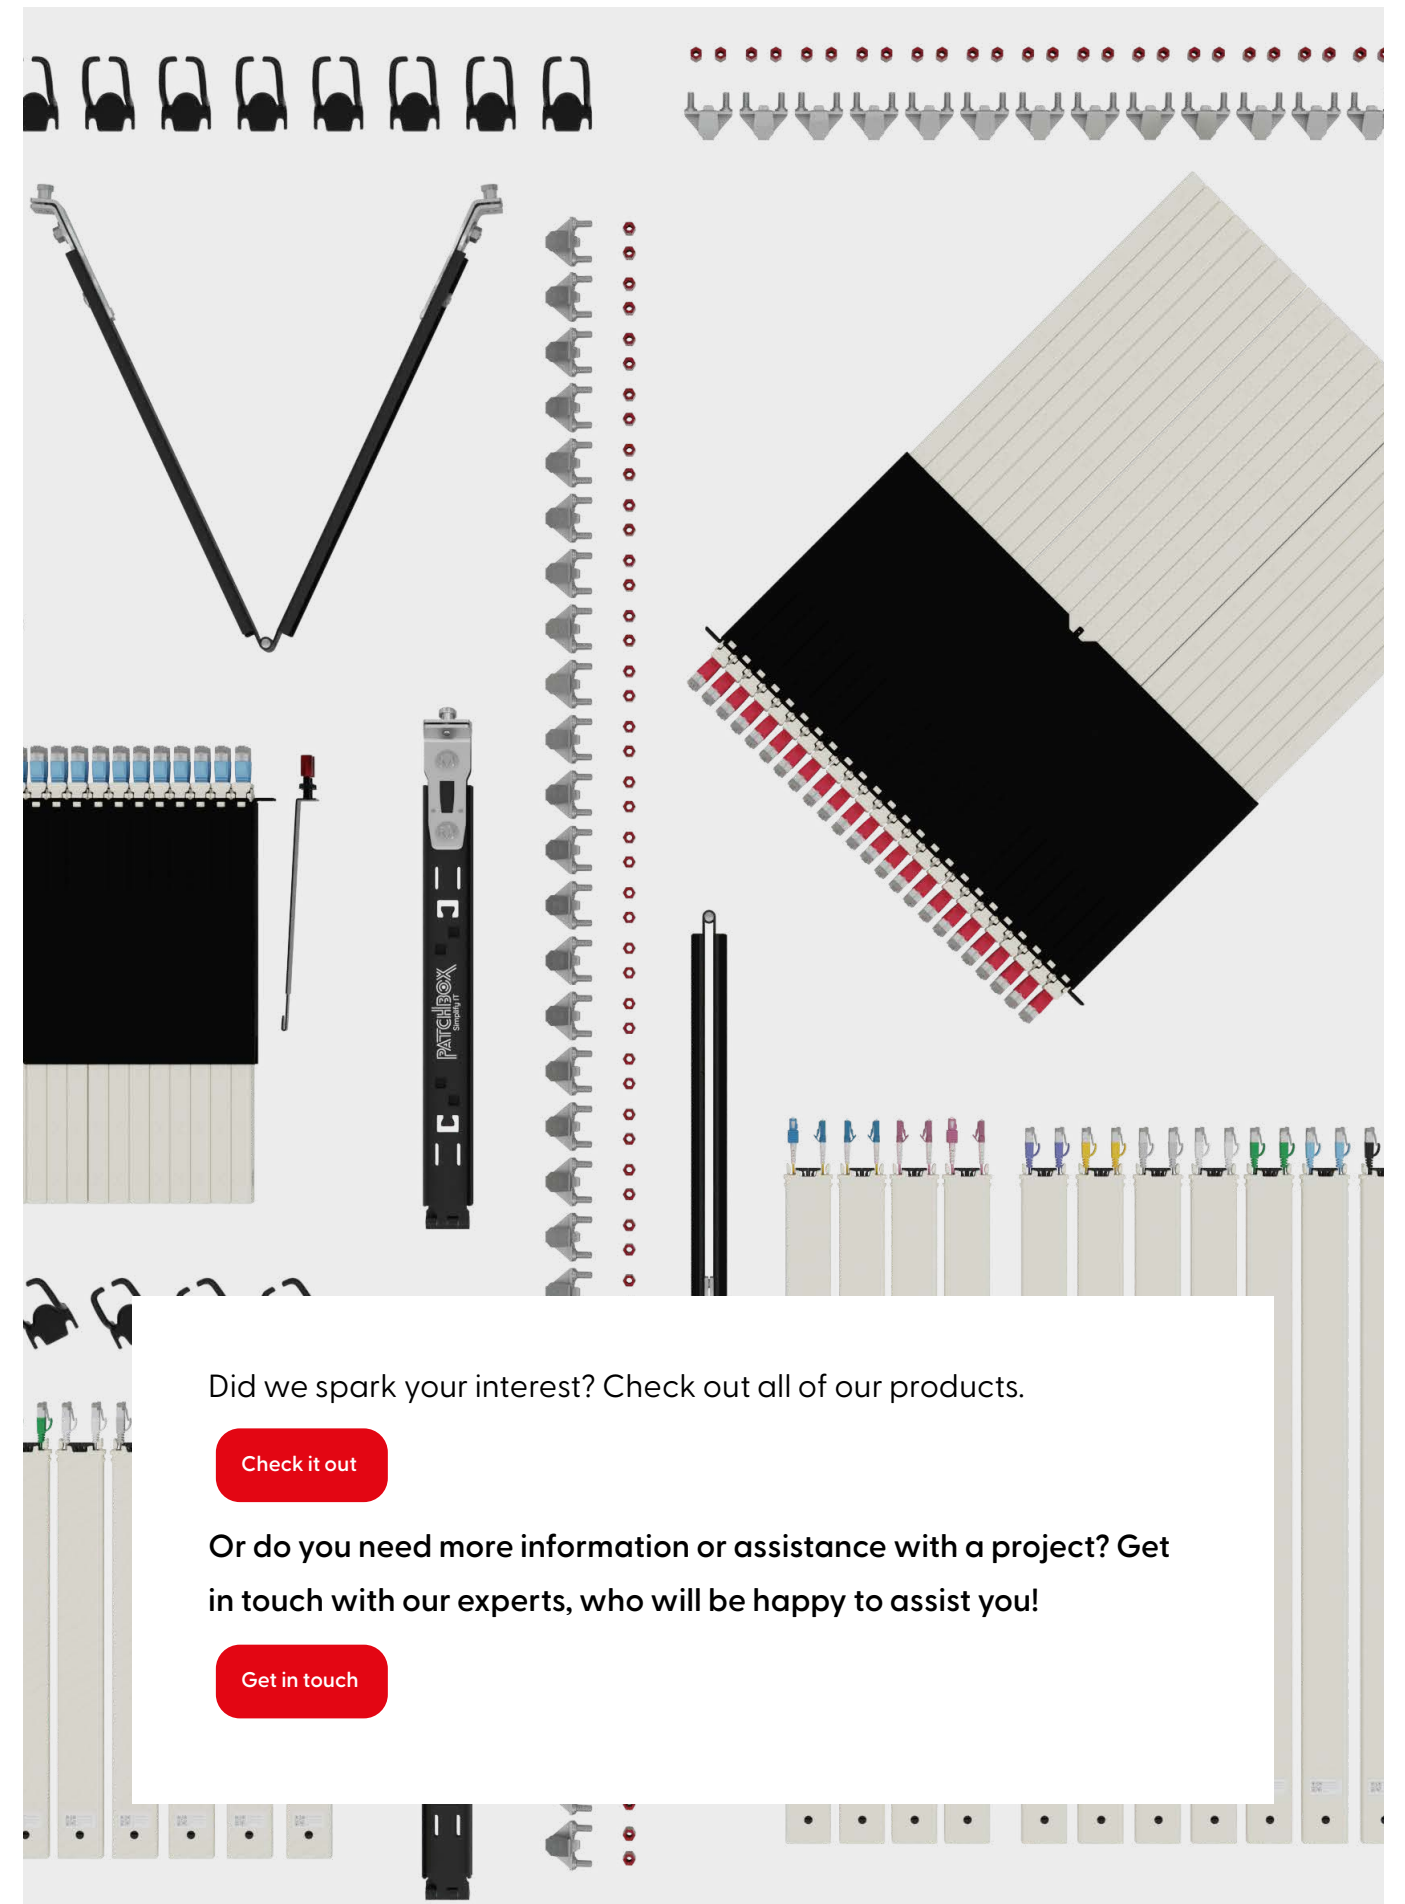 PATCHBOX
Simplify IT
Did we spark your interest? Check out all of our products.
Check it out
Or do you need more information or assistance with a project? Get
in touch with our experts, who will be happy to assist you!
Get in touch